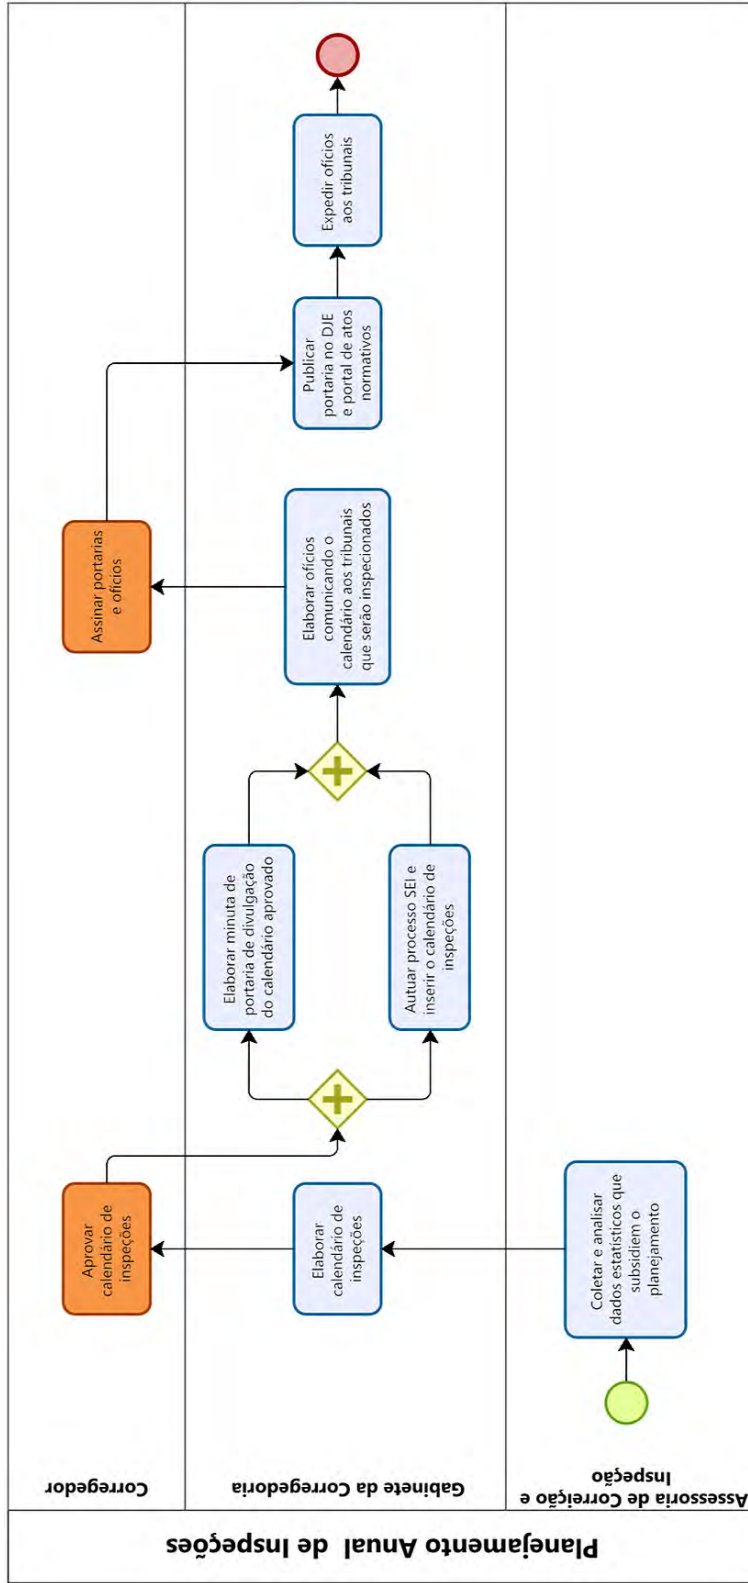 Planejamento Anual de Inspeções
Corregedor
Aprovar
calendário de
inspeções
Assinar portarias
e ofícios
Gabinete da Corregedoria
Elaborar
calendário de
inspeções
Elaborar minuta de
portaria de divulgação
do calendário aprovado
Autuar processo SEI e
inserir o calendário de
inspeções
Elaborar ofícios
comunicando o
calendário aos tribunais
que serão inspecionados
Publicar
portaria no DJE
e portal de atos
normativos
Expedir ofícios
aos tribunais
Assessoria de Correição e
Inspeção
Coletar e analisar
dados estatísticos que
subsidiem o
planejamento